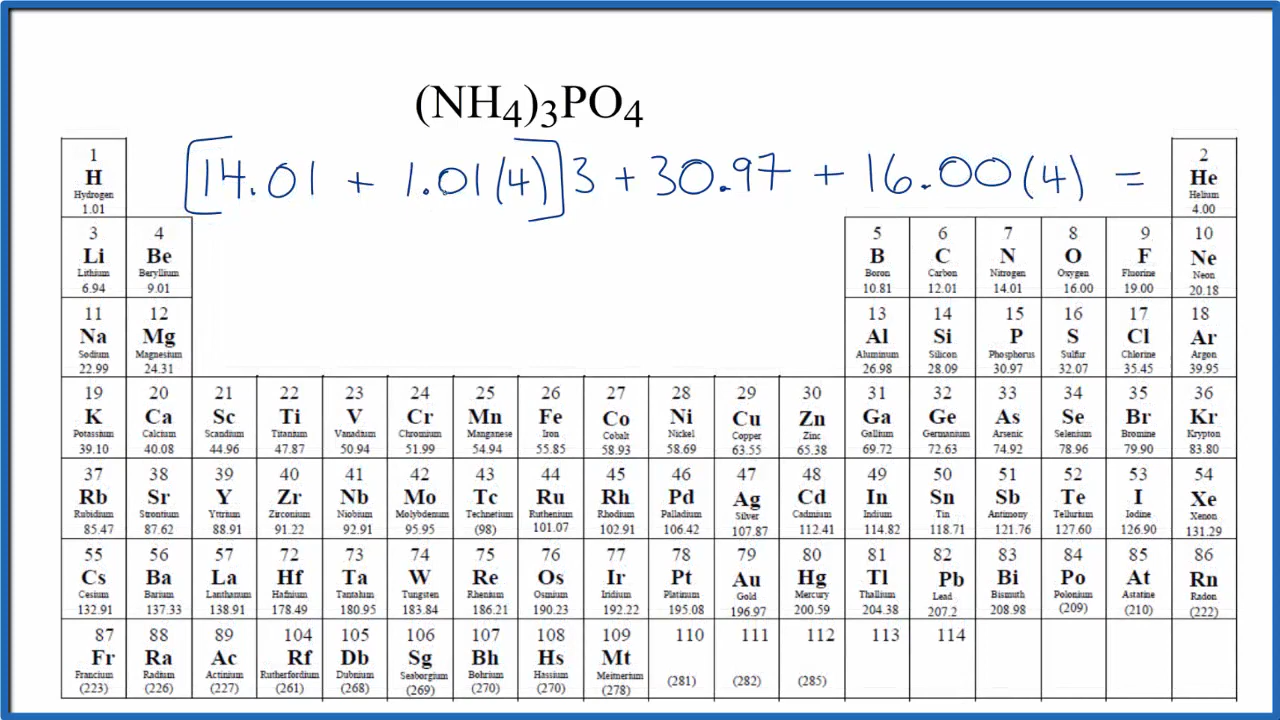 (NH4)3PO4
[14.01 + 1.01(4)]3 + 30.97 + 16.00(4) =
1 2
H He
Hydrogen Helium
1.01 4.00
3 4 5 6 7 8 9 10
Li Be B C N O F Ne
Lithium Beryllium Boron Carbon Nitrogen Oxygen Fluorine Neon
6.94 9.01 10.81 12.01 14.01 16.00 19.00 20.18
11 12 13 14 15 16 17 18
Na Mg Al Si P S Cl Ar
Sodium Magnesium Aluminum Silicon Phosphorus Sulfur Chlorine Argon
22.99 24.31 26.98 28.09 30.97 32.07 35.45 39.95
19 20 21 22 23 24 25 26 27 28 29 30 31 32 33 34 35 36
K Ca Sc Ti V Cr Mn Fe Co Ni Cu Zn Ga Ge As Se Br Kr
Potassium Calcium Scandium Titanium Vanadium Chromium Manganese Iron Cobalt Nickel Copper Zinc Gallium Germanium Arsenic Selenium Bromine Krypton
39.10 40.08 44.96 47.87 50.94 51.99 54.94 55.85 58.93 58.69 63.55 65.38 69.72 72.63 74.92 78.96 79.90 83.80
37 38 39 40 41 42 43 44 45 46 47 48 49 50 51 52 53 54
Rb Sr Y Zr Nb Mo Tc Ru Rh Pd Ag Cd In Sn Sb Te I Xe
Rubidium Strontium Yttrium Zirconium Niobium Molybdenum Technetium Ruthenium Rhodium Palladium Silver Cadmium Indium Tin Antimony Tellurium Iodine Xenon
85.47 87.62 88.91 91.22 92.91 95.95 (98) 101.07 102.91 106.42 107.87 112.41 114.82 118.71 121.76 127.60 126.90 131.29
55 56 57 72 73 74 75 76 77 78 79 80 81 82 83 84 85 86
Cs Ba La Hf Ta W Re Os Ir Pt Au Hg Tl Pb Bi Po At Rn
Cesium Barium Lanthanum Hafnium Tantalum Tungsten Rhenium Osmium Iridium Platinum Gold Mercury Thallium Lead Bismuth Polonium Astatine Radon
132.91 137.33 138.91 178.49 180.95 183.84 186.21 190.23 192.22 195.08 196.97 200.59 204.38 207.2 208.98 (209) (210) (222)
87 88 89 104 105 106 107 108 109 110 111 112 113 114
Fr Ra Ac Rf Db Sg Bh Hs Mt
Francium Radium Actinium Rutherfordium Dubnium Seaborgium Bohrium Hassium Meitnerium
(223) (226) (227) (261) (268) (269) (270) (270) (278) (281) (282) (285)